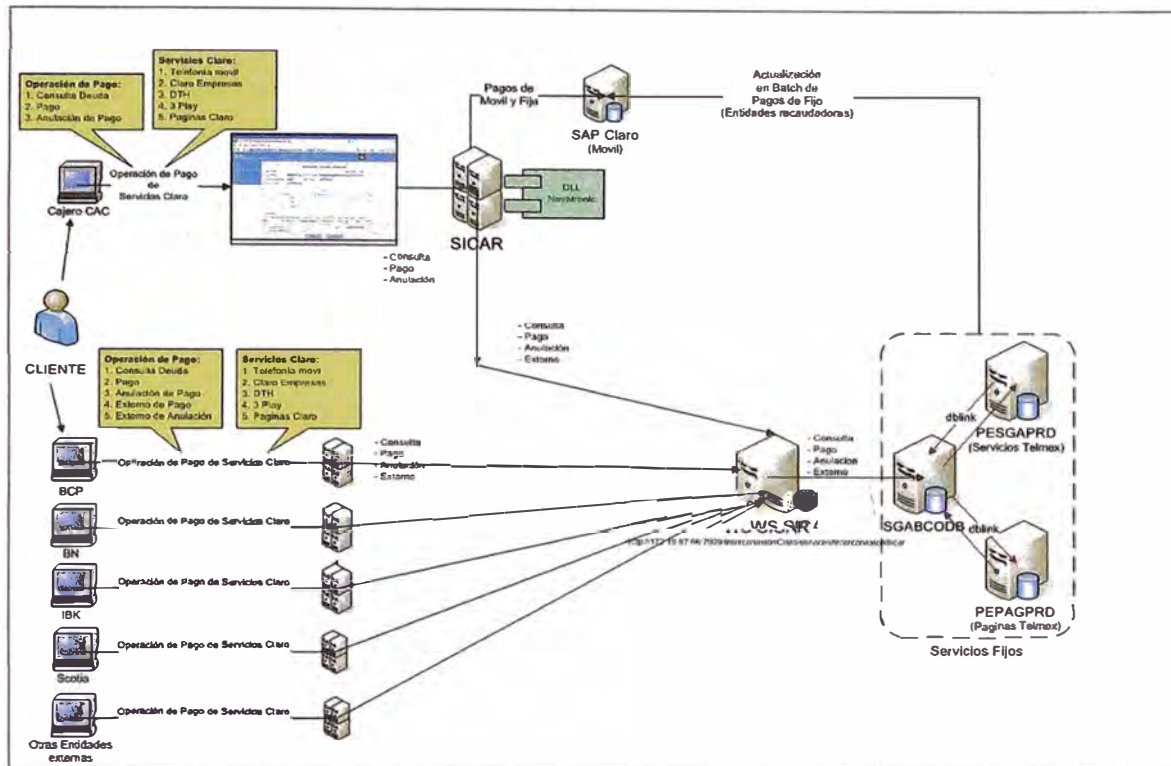 Operación de Pago:
1. Consulta Deuda
2. Pago
3. Anulación de Pago
Servicios Claro:
1. Telefonía movil
2. Claro Empresas
3. DTH
4. 3 Play
5. Paginas Claro
Cajero CAC
Operación de Pago
de
Servicios Claro
Pagos de
Movil y Fija
SAP Claro
(Movil)
Actualización
en Batch de
Pagos de Fijo
(Entidades recaudadoras)
DLL
Novatronic
SICAR
- Consulta
- Pago
- Anulación
- Consulta
- Pago
- Anulación
- Extorno
CLIENTE
Operación de Pago:
1. Consulta Deuda
2. Pago
3. Anulación de Pago
4. Extorno de Pago
5. Extorno de Anulación
Servicios Claro:
1. Telefonía movil
2. Claro Empresas
3. DTH
4. 3 Play
5. Paginas Claro
BCP
Operación de Pago de Servicios Claro
- Consulta
- Pago
- Anulación
- Extorno
BN
Operación de Pago de Servicios Claro
IBK
Operación de Pago de Servicios Claro
Scotia
Operación de Pago de Servicios Claro
Otras Entidades
externas
Operación de Pago de Servicios Claro
- Consulta
- Pago
- Anulacion
- Extorno
SGABCODB
dblink
dblink
PESGAPRD
(Servicios Telmex)
PEPAGPRD
(Paginas Telmex)
Servicios Fijos